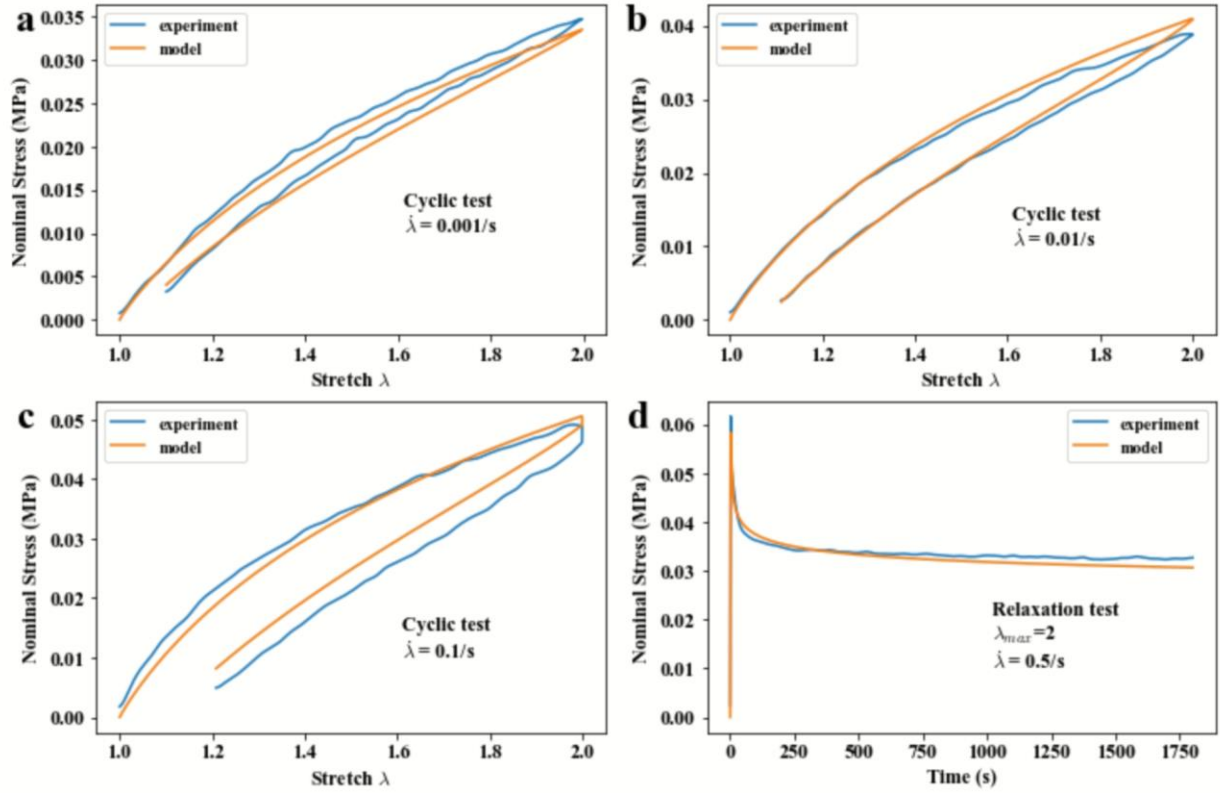 a
0.035
0.030
0.025
0.020
0.015
0.010
0.005
0.000
Nominal Stress (MPa)
experiment
model
Cyclic test
λ̇ = 0.001/s
1.0 1.2 1.4 1.6 1.8 2.0
Stretch λ
b
0.04
0.03
0.02
0.01
0.00
Nominal Stress (MPa)
experiment
model
Cyclic test
λ̇ = 0.01/s
1.0 1.2 1.4 1.6 1.8 2.0
Stretch λ
c
0.05
0.04
0.03
0.02
0.01
0.00
Nominal Stress (MPa)
experiment
model
Cyclic test
λ̇ = 0.1/s
1.0 1.2 1.4 1.6 1.8 2.0
Stretch λ
d
0.06
0.05
0.04
0.03
0.02
0.01
0.00
Nominal Stress (MPa)
experiment
model
Relaxation test
λmax=2
λ̇ = 0.5/s
0 250 500 750 1000 1250 1500 1750
Time (s)